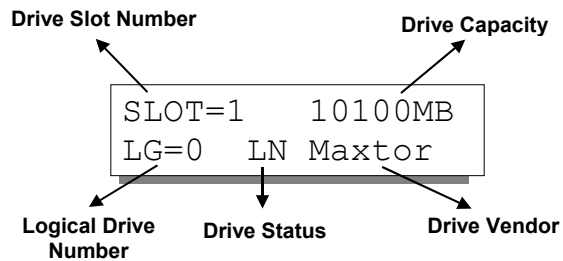 Drive Slot Number
Drive Capacity
SLOT=1 10100MB
LG=0 LN Maxtor
Logical Drive
Number
Drive Status
Drive Vendor